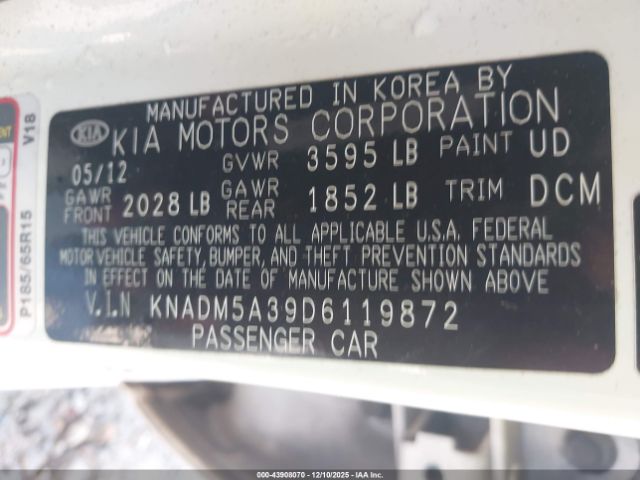 MANUFACTURED IN KOREA BY
KIA KIA MOTORS CORPORATION
05/12 GVWR 3595 LB PAINT UD
GAWR FRONT 2028 LB GAWR REAR 1852 LB TRIM DCM
THIS VEHICLE CONFORMS TO ALL APPLICABLE U.S.A. FEDERAL
MOTOR VEHICLE SAFETY, BUMPER, AND THEFT PREVENTION STANDARDS
IN EFFECT ON THE DATE OF MANUFACTURE SHOWN ABOVE
V.I.N KNADM5A39D6119872
PASSENGER CAR
P185/65R15 V18
000-43908070 • 12/10/2025 • IAA, Inc.